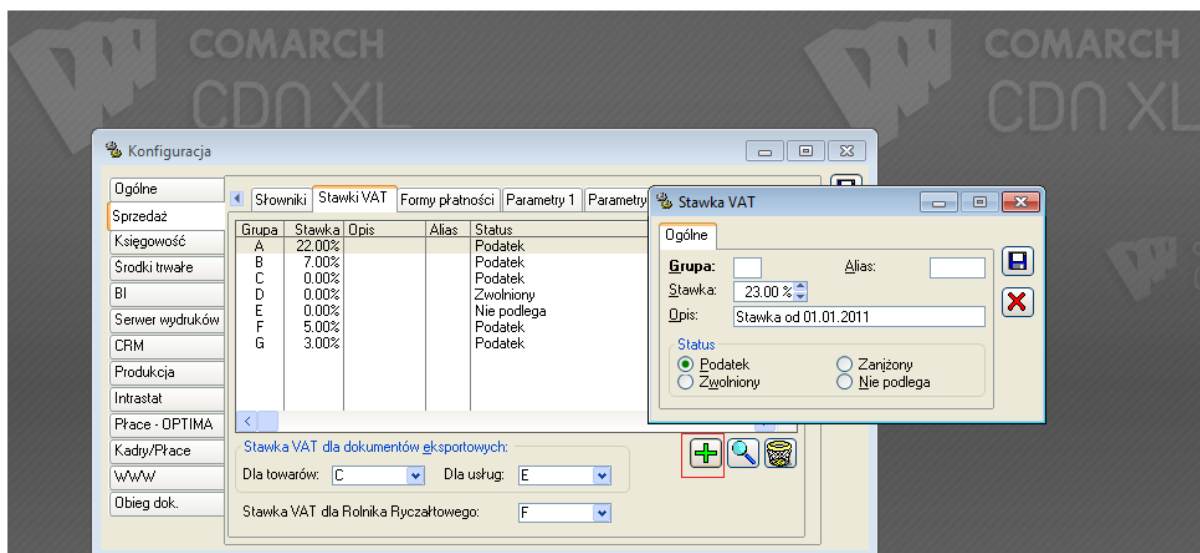 COMARCH
CDN XL
COMARCH
CDN XL
Konfiguracja
Ogólne
Sprzedaż
Księgowość
Środki trwałe
BI
Serwer wydruków
CRM
Produkcja
Intrastat
Płace - OPTIMA
Kadry/Płace
WWW
Obieg dok.
Słowniki Stawki VAT Formy płatności Parametry 1 Parametry
Grupa Stawka Opis Alias Status
A 22.00% Podatek
B 7.00% Podatek
C 0.00% Podatek
D 0.00% Zwolniony
E 0.00% Nie podlega
F 5.00% Podatek
G 3.00% Podatek
Stawka VAT dla dokumentów eksportowych:
Dla towarów: C Dla usług: E
Stawka VAT dla Rolnika Ryczałtowego: F
Stawka VAT
Ogólne
Grupa: Alias:
Stawka: 23.00 %
Opis: Stawka od 01.01.2011
Status
Podatek Zaniżony
Zwolniony Nie podlega